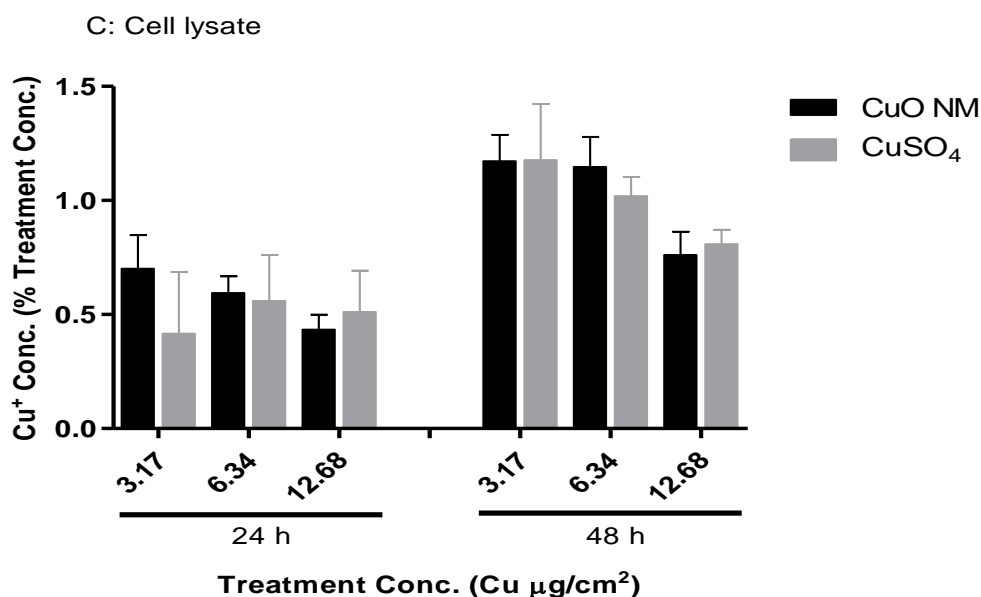 C: Cell lysate
Cu⁺ Conc. (% Treatment Conc.)
1.5
1.0
0.5
0.0
CuO NM
CuSO₄
3.17 6.34 12.68 3.17 6.34 12.68
24 h 48 h
Treatment Conc. (Cu μg/cm²)